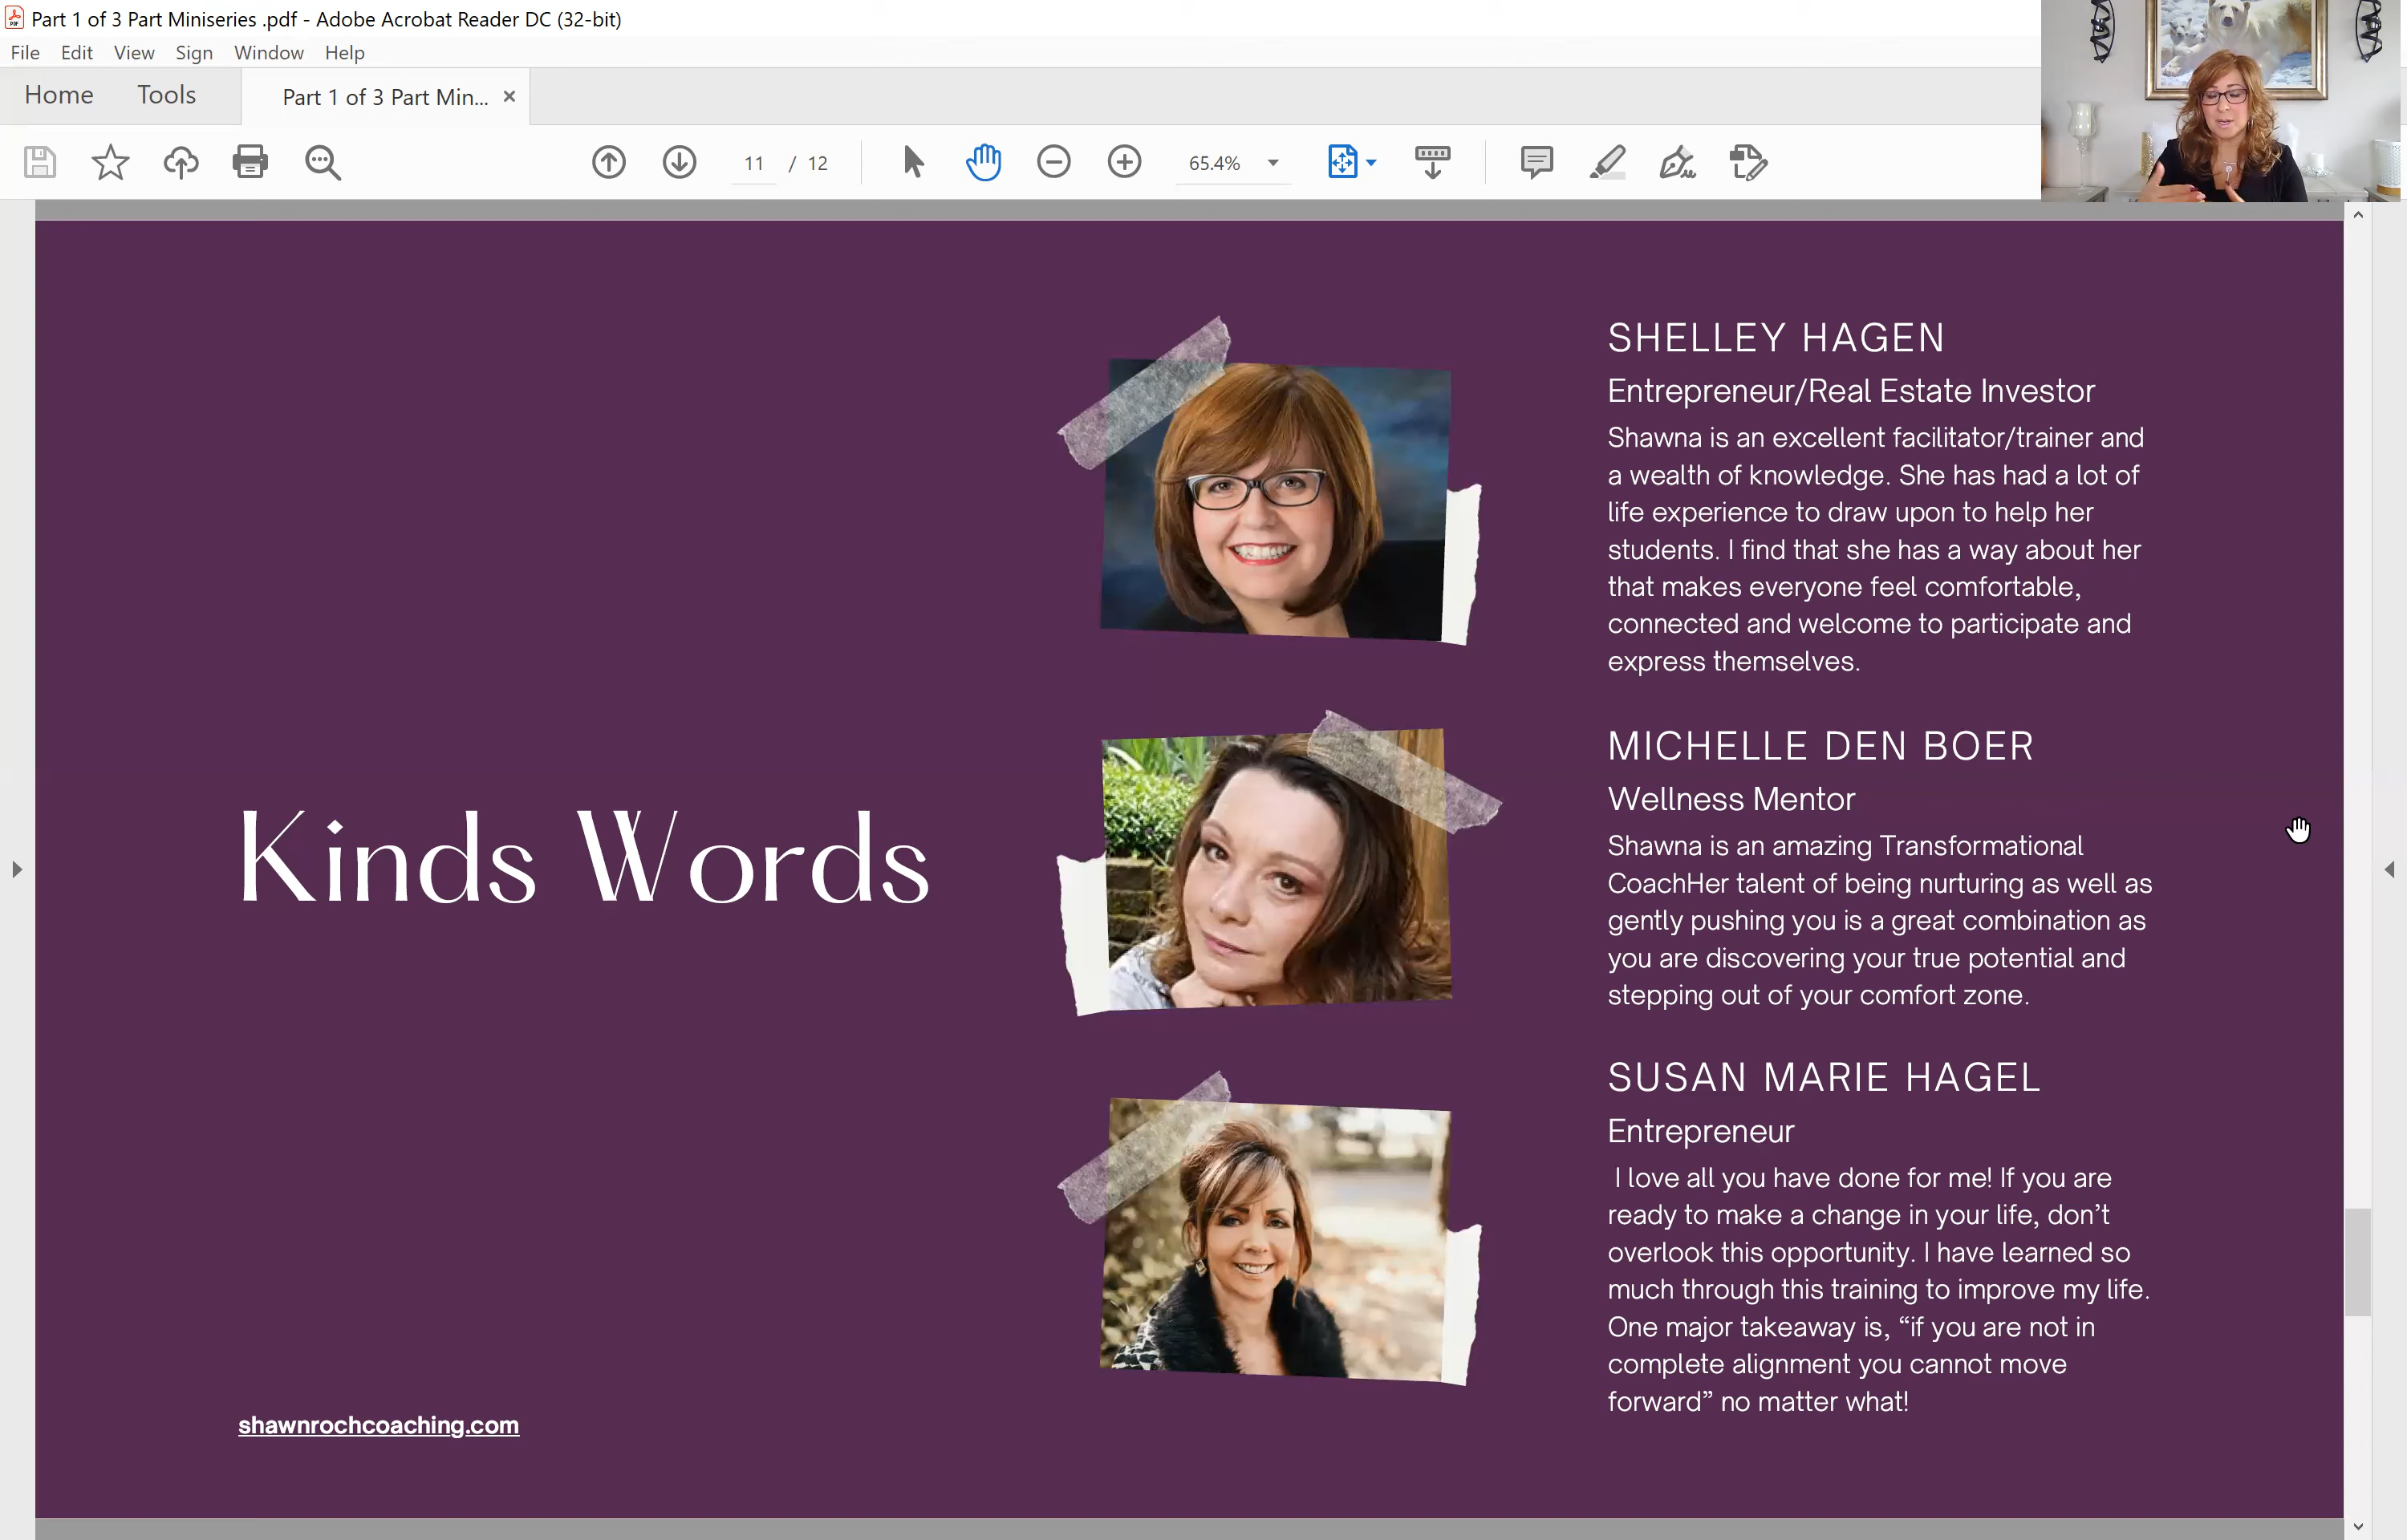 Part 1 of 3 Part Miniseries .pdf - Adobe Acrobat Reader DC (32-bit)
File Edit View Sign Window Help
Home Tools Part 1 of 3 Part Min...
11 / 12 65.4%
SHELLEY HAGEN
Entrepreneur/Real Estate Investor
Shawna is an excellent facilitator/trainer and
a wealth of knowledge. She has had a lot of
life experience to draw upon to help her
students. I find that she has a way about her
that makes everyone feel comfortable,
connected and welcome to participate and
express themselves.
MICHELLE DEN BOER
Wellness Mentor
Shawna is an amazing Transformational
CoachHer talent of being nurturing as well as
gently pushing you is a great combination as
you are discovering your true potential and
stepping out of your comfort zone.
Kinds Words
SUSAN MARIE HAGEL
Entrepreneur
I love all you have done for me! If you are
ready to make a change in your life, don’t
overlook this opportunity. I have learned so
much through this training to improve my life.
One major takeaway is, “if you are not in
complete alignment you cannot move
forward” no matter what!
shawnrochcoaching.com